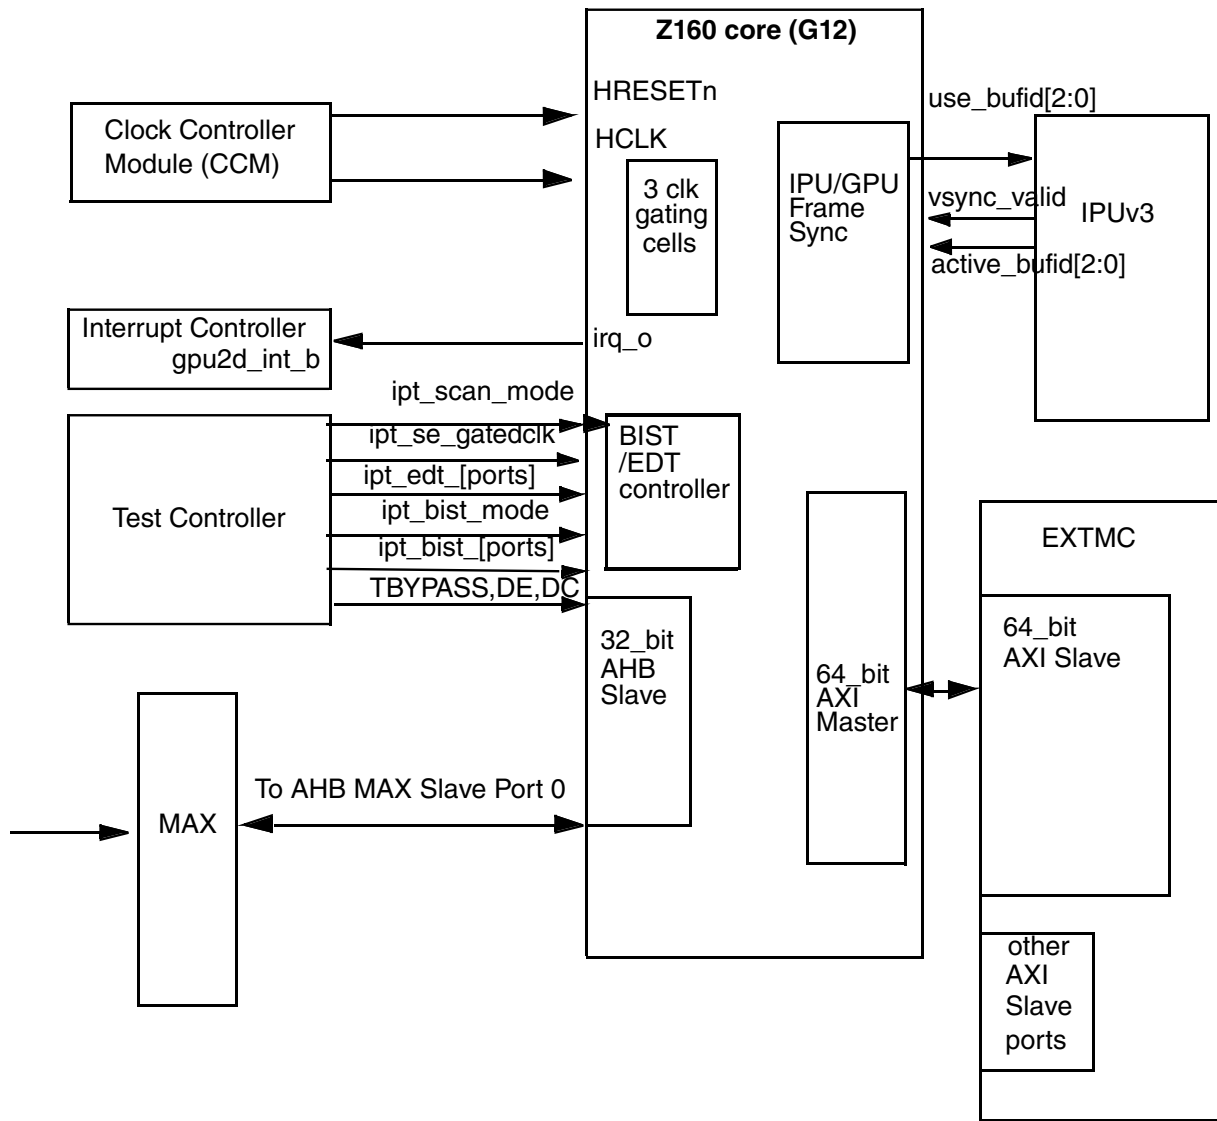 Z160 core (G12)
HRESETn
HCLK
Clock Controller
Module (CCM)
3 clk
gating
cells
IPU/GPU
Frame
Sync
use_bufid[2:0]
vsync_valid
active_bufid[2:0]
IPUv3
Interrupt Controller
gpu2d_int_b
irq_o
ipt_scan_mode
ipt_se_gatedclk
ipt_edt_[ports]
ipt_bist_mode
ipt_bist_[ports]
TBYPASS,DE,DC
Test Controller
BIST
/EDT
controller
32_bit
AHB
Slave
64_bit
AXI
Master
EXTMC
64_bit
AXI Slave
To AHB MAX Slave Port 0
MAX
other
AXI
Slave
ports